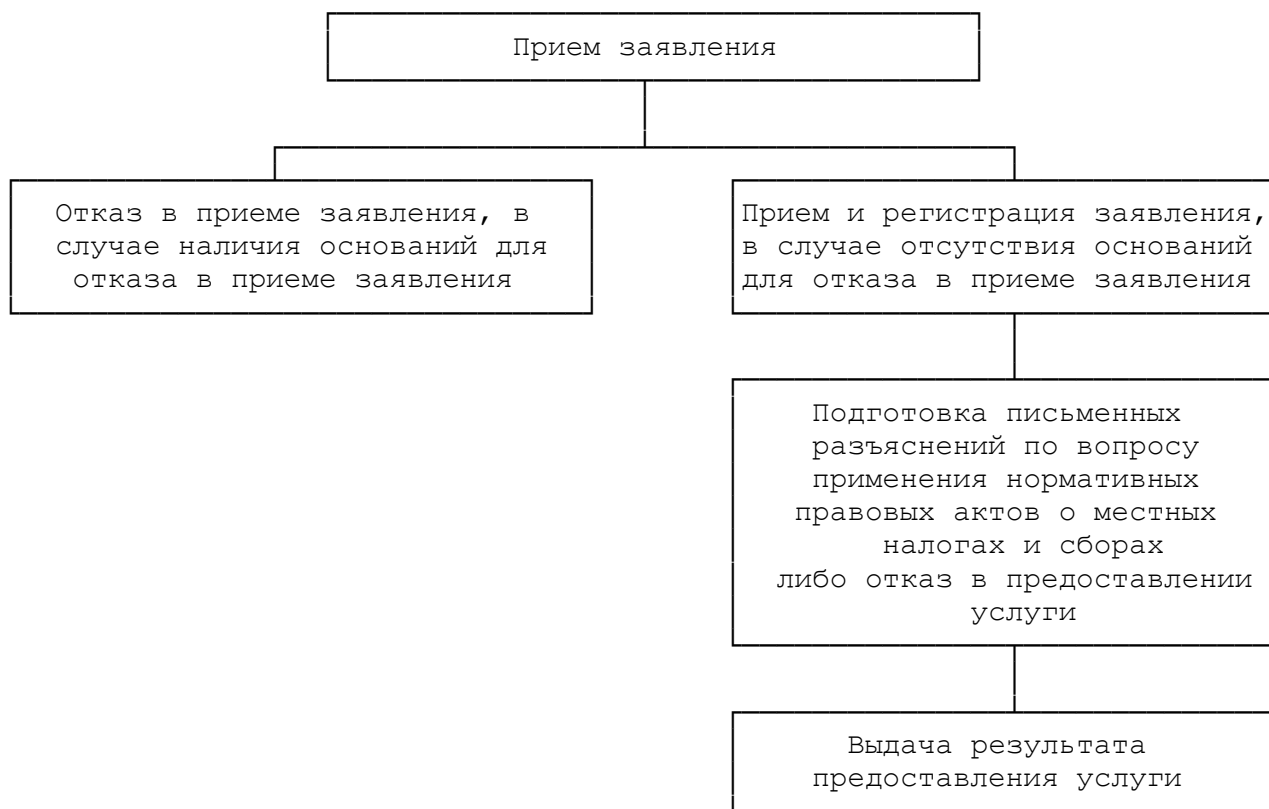 Прием заявления
Отказ в приеме заявления, в
случае наличия оснований для
отказа в приеме заявления
Прием и регистрация заявления,
в случае отсутствия оснований
для отказа в приеме заявления
Подготовка письменных
разъяснений по вопросу
применения нормативных
правовых актов о местных
налогах и сборах
либо отказ в предоставлении
услуги
Выдача результата
предоставления услуги